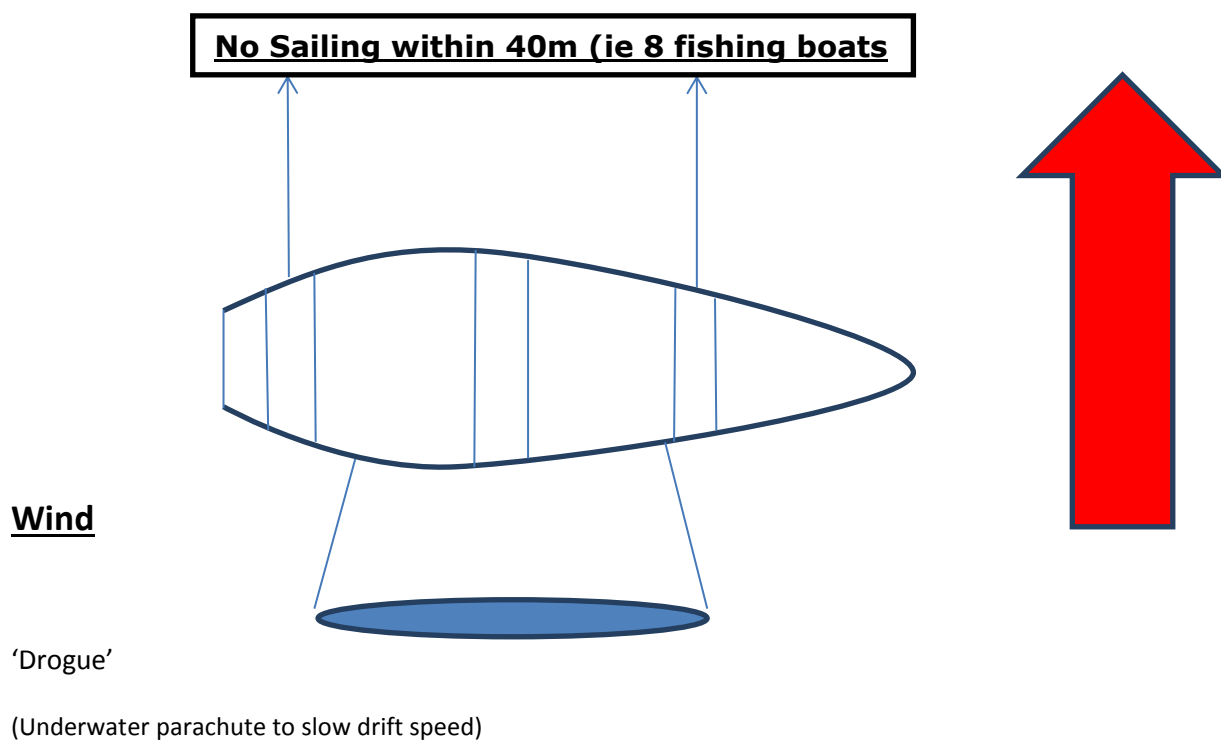 No Sailing within 40m (ie 8 fishing boats
Wind
‘Drogue’
(Underwater parachute to slow drift speed)